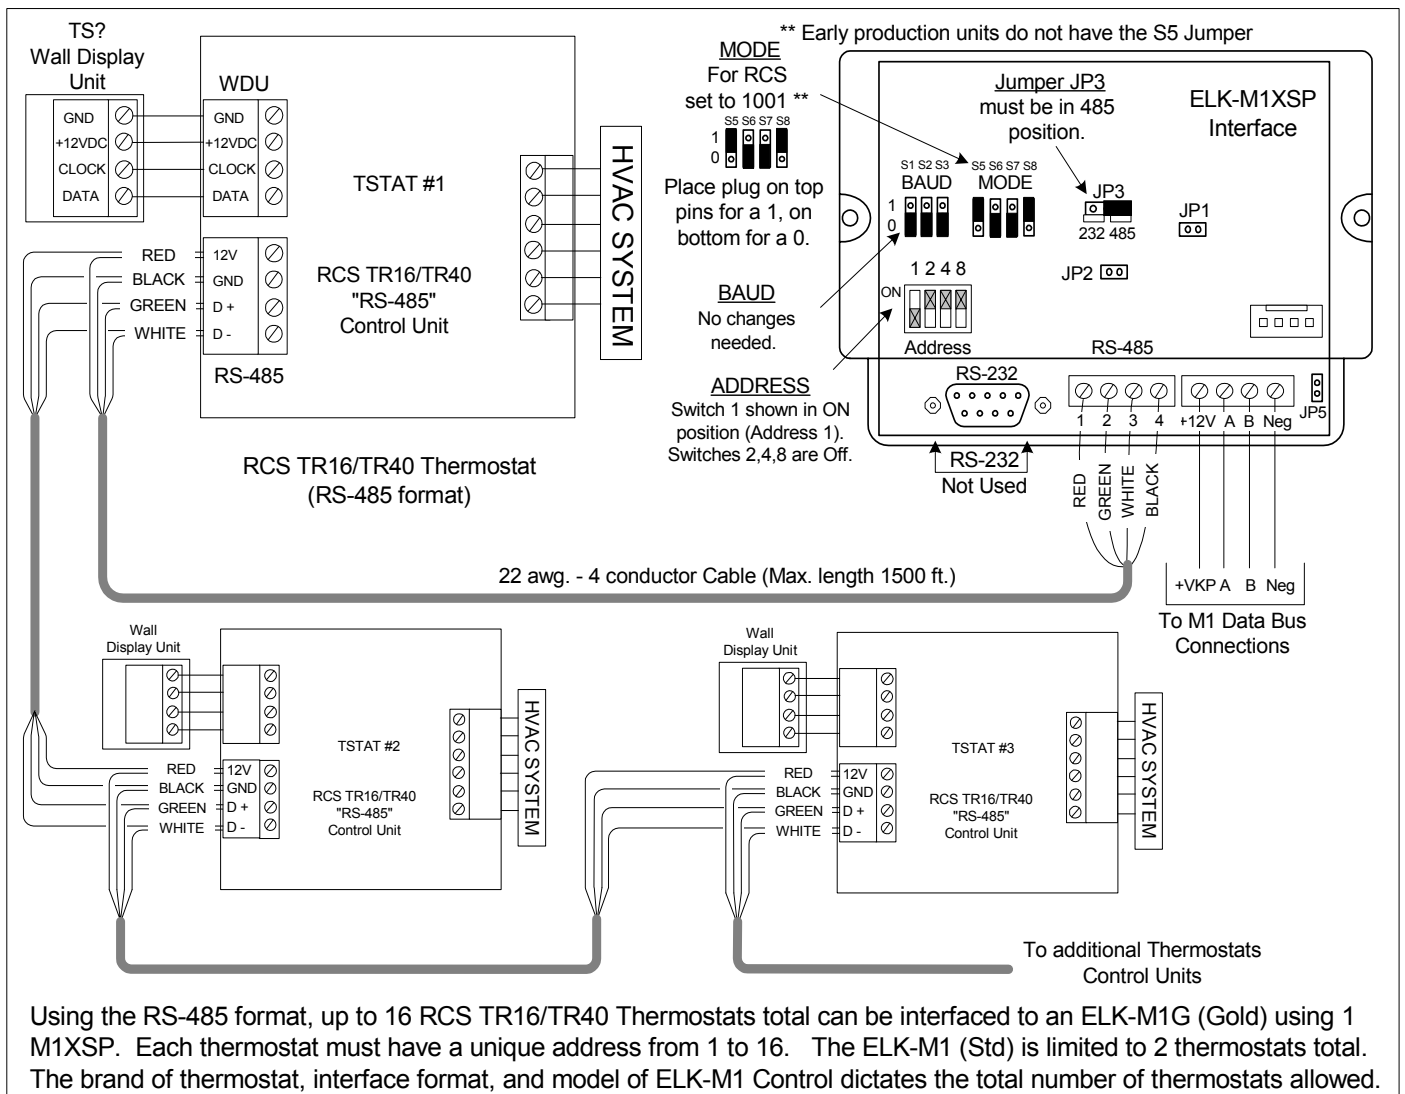 TS?
Wall Display
Unit
GND
+12VDC
CLOCK
DATA
WDU
GND
+12VDC
CLOCK
DATA
TSTAT #1
RCS TR16/TR40
"RS-485"
Control Unit
HVAC SYSTEM
RED
BLACK
GREEN
WHITE
12V
GND
D +
D -
RS-485
RCS TR16/TR40 Thermostat
(RS-485 format)
** Early production units do not have the S5 Jumper
MODE
For RCS
set to 1001 **
S5 S6 S7 S8
1
0
Place plug on top
pins for a 1, on
bottom for a 0.
BAUD
No changes
needed.
ADDRESS
Switch 1 shown in ON
position (Address 1).
Switches 2,4,8 are Off.
Jumper JP3
must be in 485
position.
ELK-M1XSP
Interface
S1 S2 S3
BAUD
1
0
S5 S6 S7 S8
MODE
JP3
232 485
JP1
JP2
1 2 4 8
ON
Address
RS-232
RS-485
1 2 3 4
+12V A B Neg
JP5
RS-232
Not Used
RED
GREEN
WHITE
BLACK
+VKP A B Neg
To M1 Data Bus
Connections
22 awg. - 4 conductor Cable (Max. length 1500 ft.)
Wall
Display Unit
TSTAT #2
RCS TR16/TR40
"RS-485"
Control Unit
HVAC SYSTEM
RED
BLACK
GREEN
WHITE
12V
GND
D +
D -
Wall
Display Unit
TSTAT #3
RCS TR16/TR40
"RS-485"
Control Unit
HVAC SYSTEM
RED
BLACK
GREEN
WHITE
12V
GND
D +
D -
To additional Thermostats
Control Units
Using the RS-485 format, up to 16 RCS TR16/TR40 Thermostats total can be interfaced to an ELK-M1G (Gold) using 1
M1XSP. Each thermostat must have a unique address from 1 to 16. The ELK-M1 (Std) is limited to 2 thermostats total.
The brand of thermostat, interface format, and model of ELK-M1 Control dictates the total number of thermostats allowed.